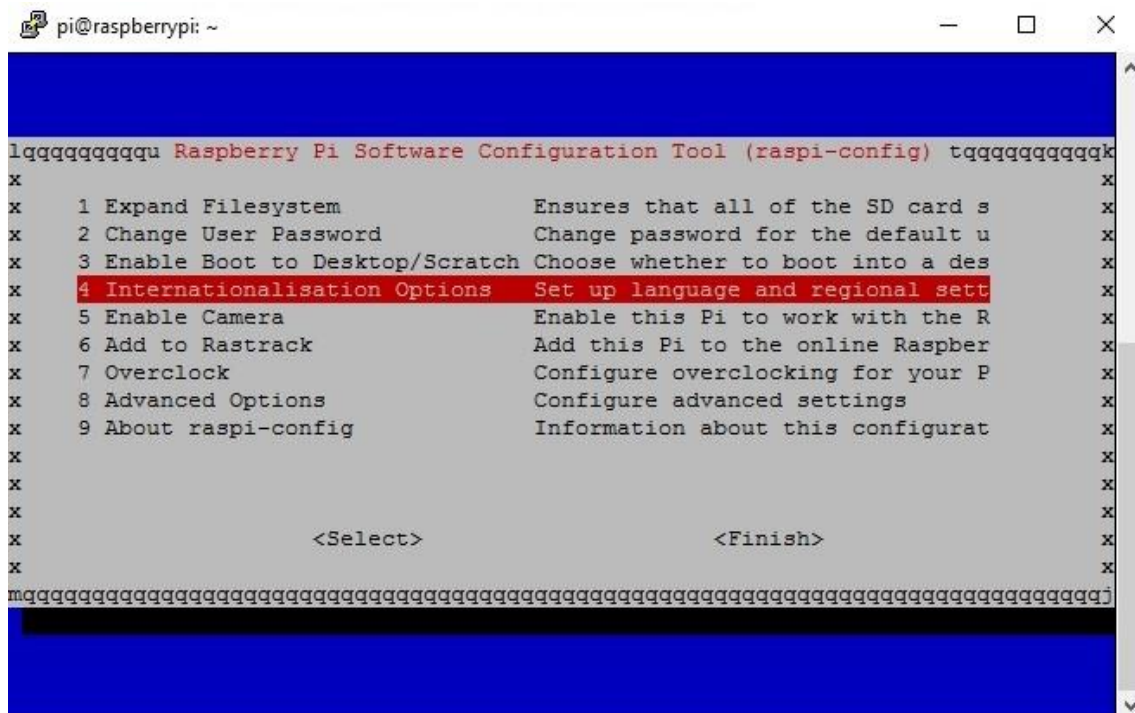 pi@raspberrypi: ~
lqqqqqqqqqu Raspberry Pi Software Configuration Tool (raspi-config) tqqqqqqqqqqk
x x
x 1 Expand Filesystem Ensures that all of the SD card s x
x 2 Change User Password Change password for the default u x
x 3 Enable Boot to Desktop/Scratch Choose whether to boot into a des x
x 4 Internationalisation Options Set up language and regional sett x
x 5 Enable Camera Enable this Pi to work with the R x
x 6 Add to Rastrack Add this Pi to the online Raspber x
x 7 Overclock Configure overclocking for your P x
x 8 Advanced Options Configure advanced settings x
x 9 About raspi-config Information about this configurat x
x x
x x
x x
x <Select> <Finish> x
x x
mqqqqqqqqqqqqqqqqqqqqqqqqqqqqqqqqqqqqqqqqqqqqqqqqqqqqqqqqqqqqqqqqqqqqqqqqqqqqqqj